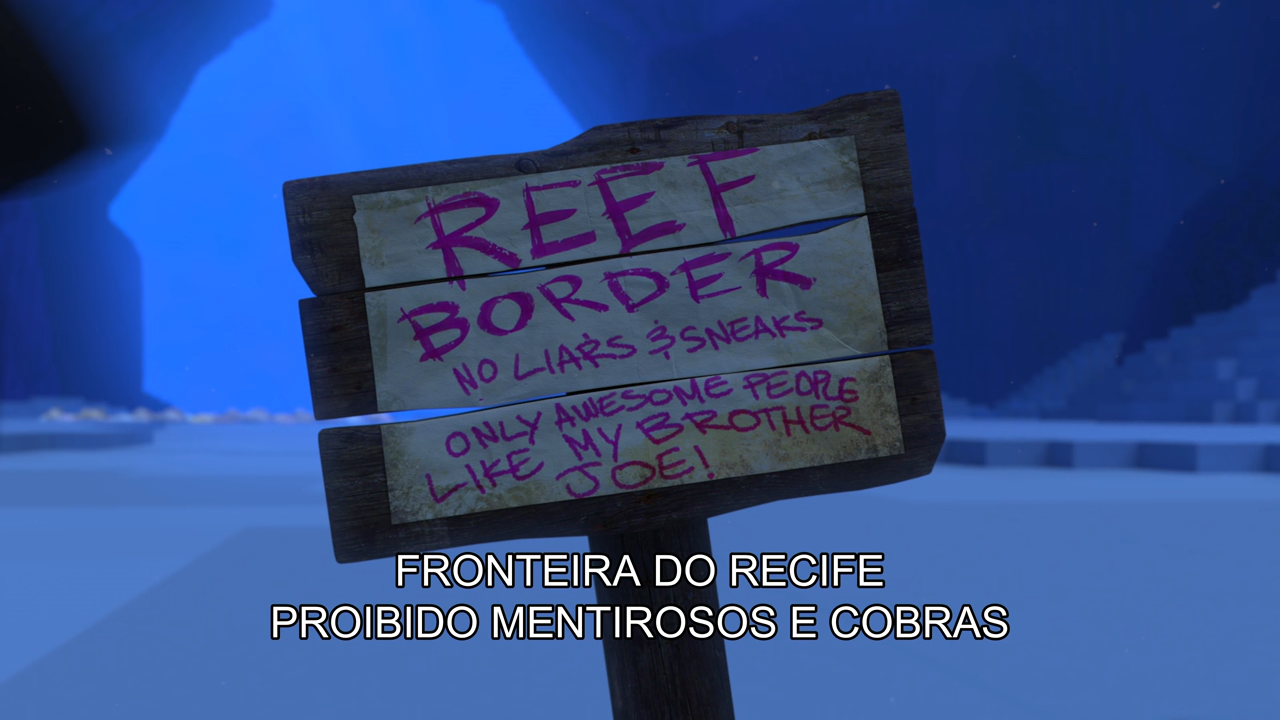 REEF
BORDER
NO LIARS & SNEAKS
ONLY AWESOME PEOPLE
LIKE MY BROTHER
JOE!
FRONTEIRA DO RECIFE
PROIBIDO MENTIROSOS E COBRAS